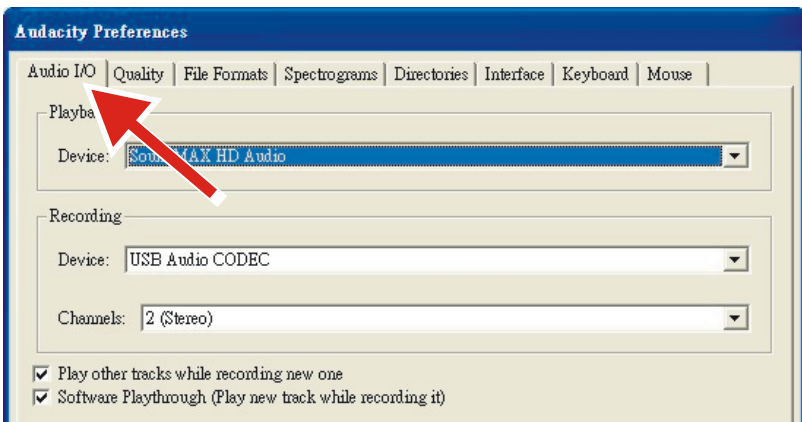 Audacity Preferences
Audio I/O Quality File Formats Spectrograms Directories Interface Keyboard Mouse
Device: MAX HD Audio
Recording
Device: USB Audio CODEC
Channels: 2 (Stereo)
Play other tracks while recording new one
Software Playthrough (Play new track while recording it)